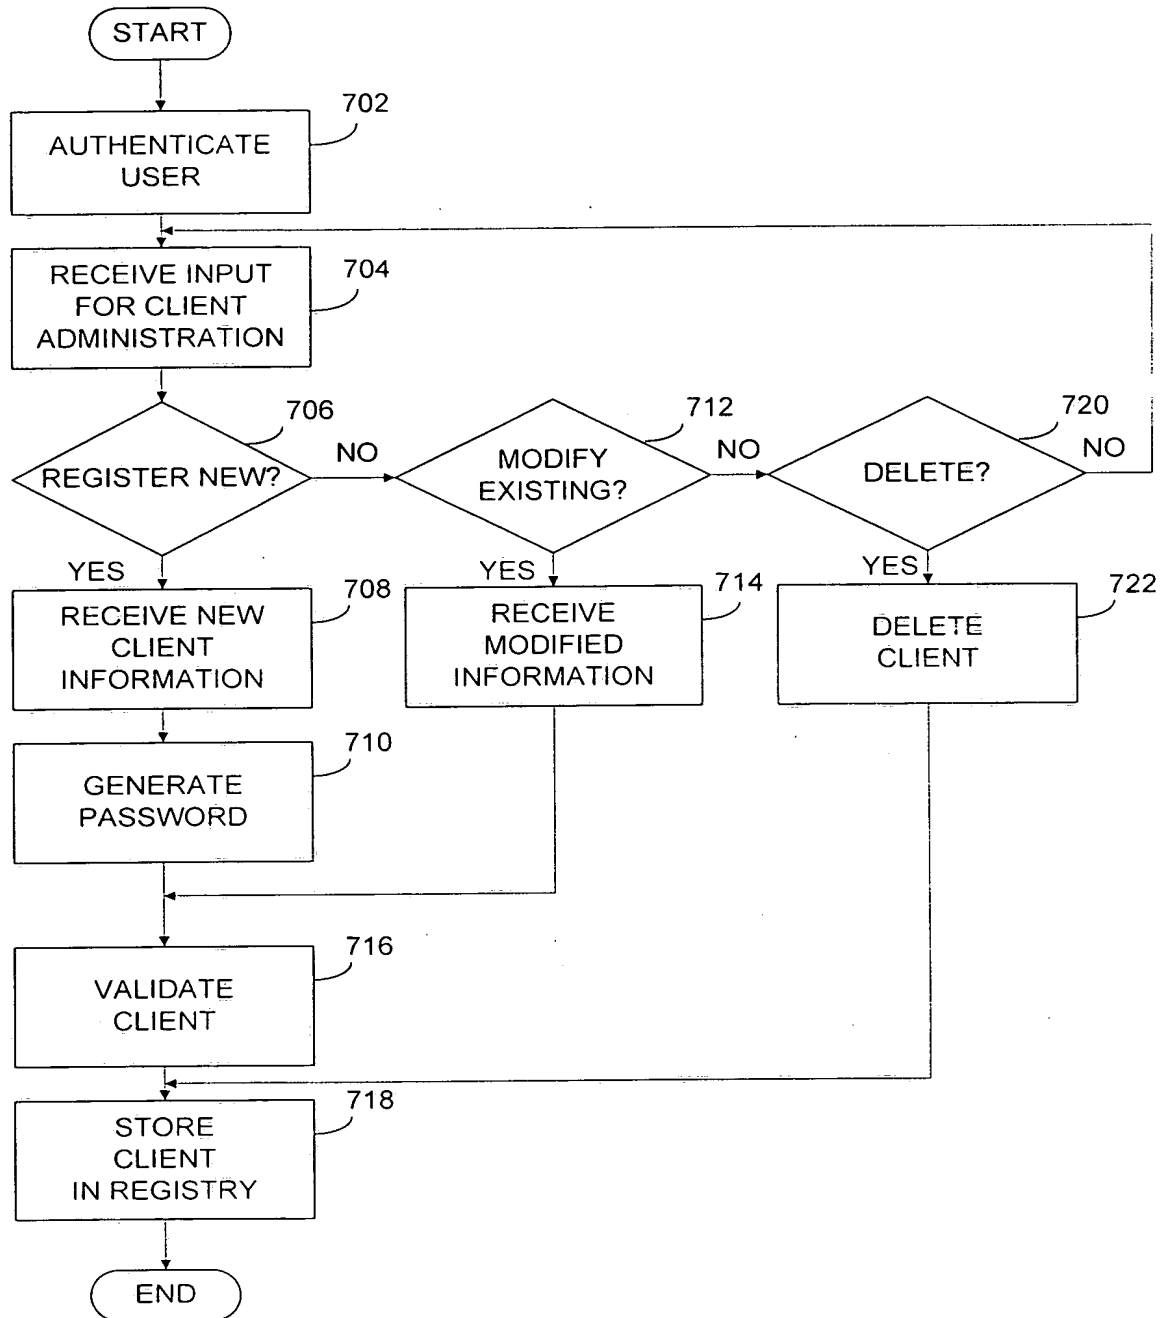 START
702
AUTHENTICATE
USER
704
RECEIVE INPUT
FOR CLIENT
ADMINISTRATION
706
REGISTER NEW?
NO
712
MODIFY
EXISTING?
NO
720
DELETE?
NO
YES
708
RECEIVE NEW
CLIENT
INFORMATION
YES
714
RECEIVE
MODIFIED
INFORMATION
YES
722
DELETE
CLIENT
710
GENERATE
PASSWORD
716
VALIDATE
CLIENT
718
STORE
CLIENT
IN REGISTRY
END